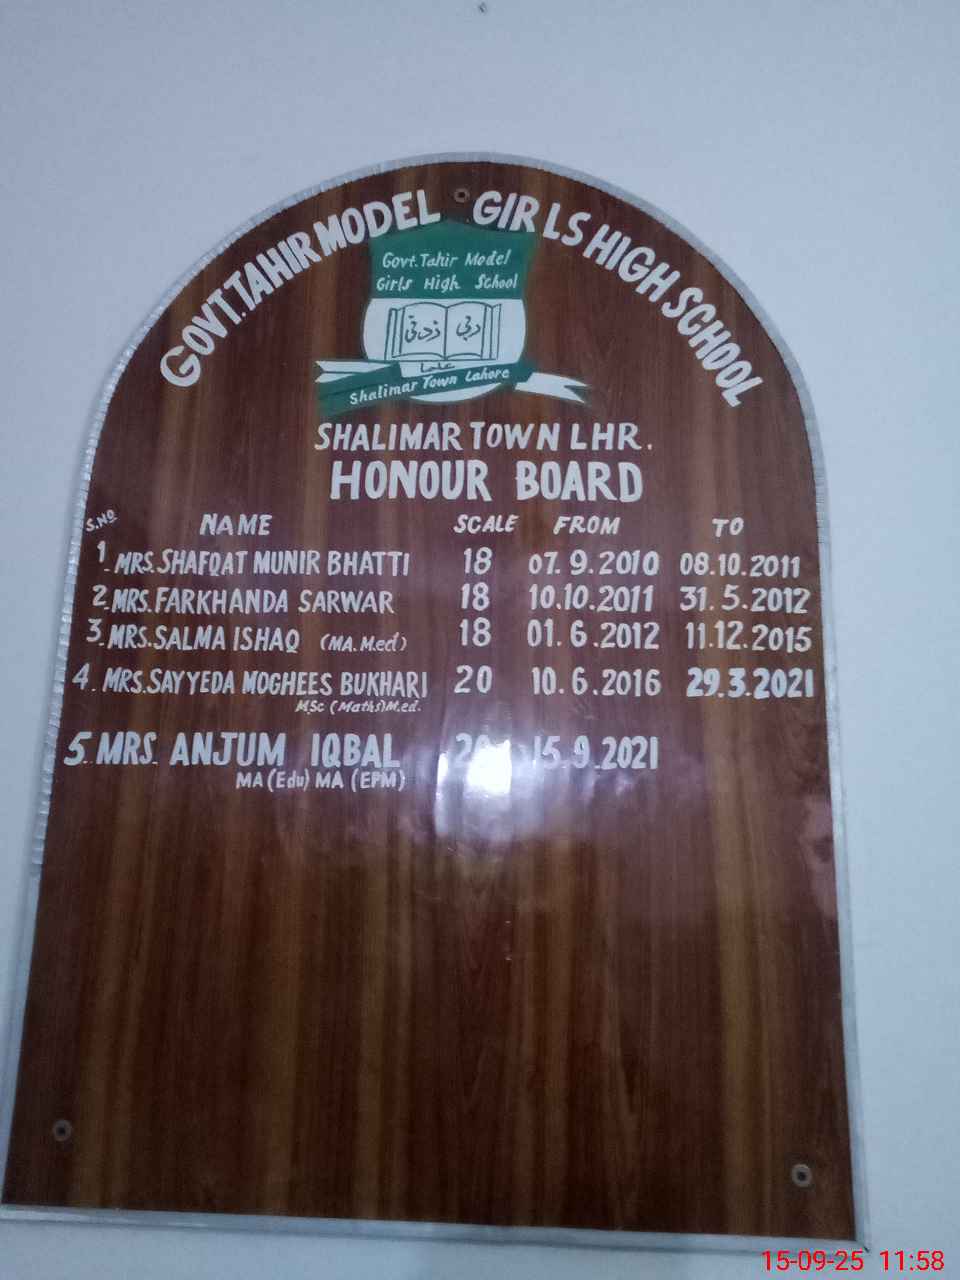 GOVT.TAHIR MODEL GIRLS HIGH SCHOOL
Govt.Tahir Model
Girls High School
Shalimar Town Lahore
SHALIMAR TOWN LHR.
HONOUR BOARD
S.NO NAME SCALE FROM TO
1. MRS.SHAFQAT MUNIR BHATTI 18 07.9.2010 08.10.2011
2. MRS.FARKHANDA SARWAR 18 10.10.2011 31.5.2012
3. MRS.SALMA ISHAQ (MA.M.ed) 18 01.6.2012 11.12.2015
4. MRS.SAYYEDA MOGHEES BUKHARI 20 10.6.2016 29.3.2021
MSc (Maths)M.ed.
5. MRS. ANJUM IQBAL 20 15.9.2021
MA (Edu) MA (EPM)
15-09-25 11:58